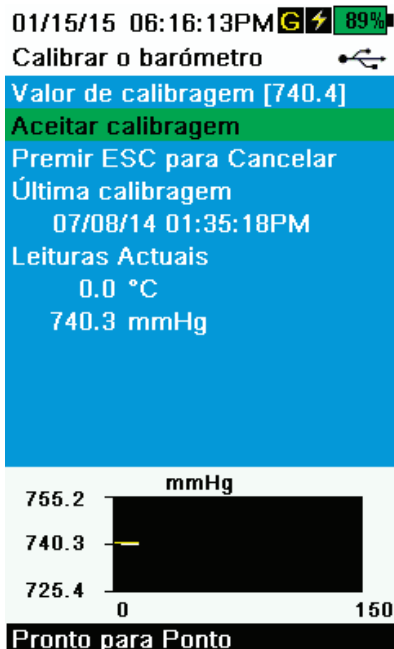 01/15/15 06:16:13PM G 89%
Calibrar o barómetro
Valor de calibragem [740.4]
Aceitar calibragem
Premir ESC para Cancelar
Última calibragem
07/08/14 01:35:18PM
Leituras Actuais
0.0 °C
740.3 mmHg
mmHg
755.2
740.3
725.4
0 150
Pronto para Ponto